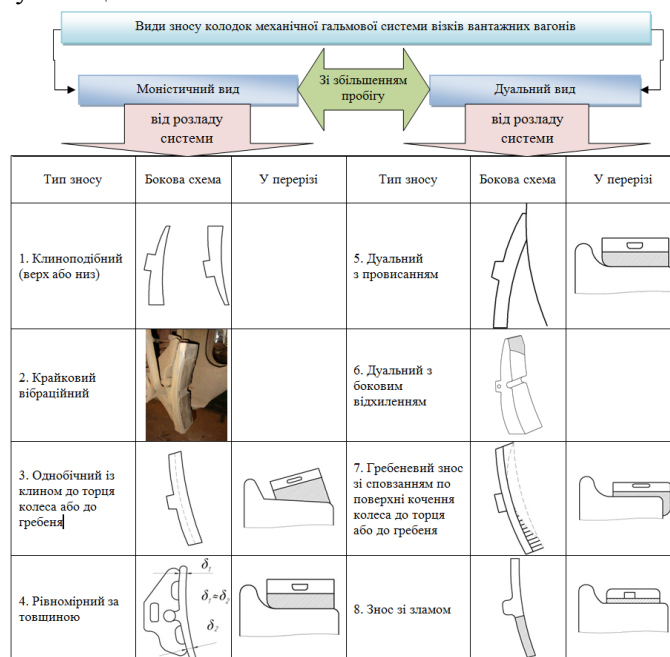 Види зносу колодок механічної гальмової системи візків вантажних вагонів
Моністичний вид
Зі збільшенням
пробігу
Дуальний вид
від розладу
системи
від розладу
системи
Тип зносу
Бокова схема
У перерізі
Тип зносу
Бокова схема
У перерізі
1. Клиноподібний
(верх або низ)
5. Дуальний
з провисанням
2. Крайковий
вібраційний
6. Дуальний з
боковим
відхиленням
3. Однобічний із
клином до торця
колеса або до
гребеня
7. Гребеневий знос
зі сповзанням по
поверхні кочення
колеса до торця
або до гребеня
4. Рівномірний за
товшиною
δ₁
δ₁≈δ₂
δ₂
8. Знос зі зламом